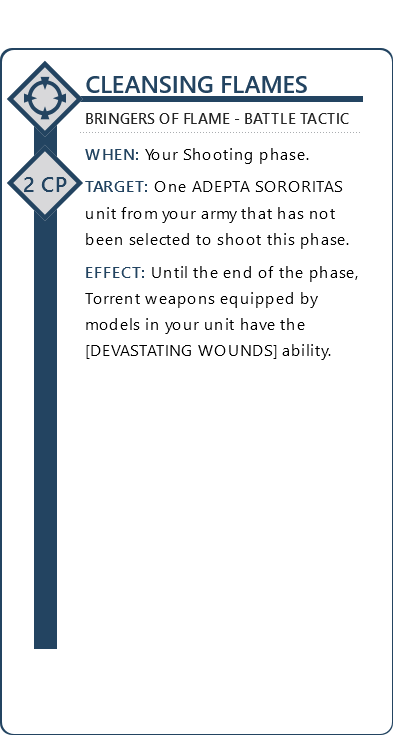 CLEANSING FLAMES
BRINGERS OF FLAME - BATTLE TACTIC
2 CP
WHEN: Your Shooting phase.
TARGET: One ADEPTA SORORITAS
unit from your army that has not
been selected to shoot this phase.
EFFECT: Until the end of the phase,
Torrent weapons equipped by
models in your unit have the
[DEVASTATING WOUNDS] ability.